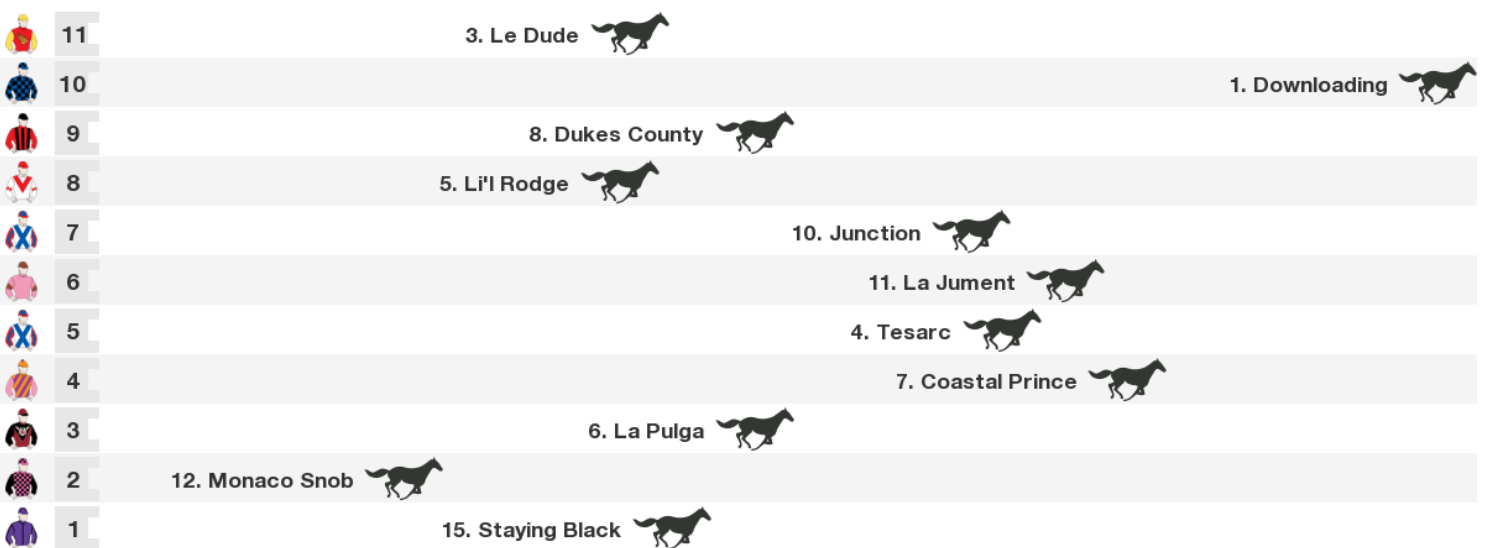 11 3. Le Dude
10 1. Downloading
9 8. Dukes County
8 5. Li'l Rodge
7 10. Junction
6 11. La Jument
5 4. Tesarc
4 7. Coastal Prince
3 6. La Pulga
2 12. Monaco Snob
1 15. Staying Black